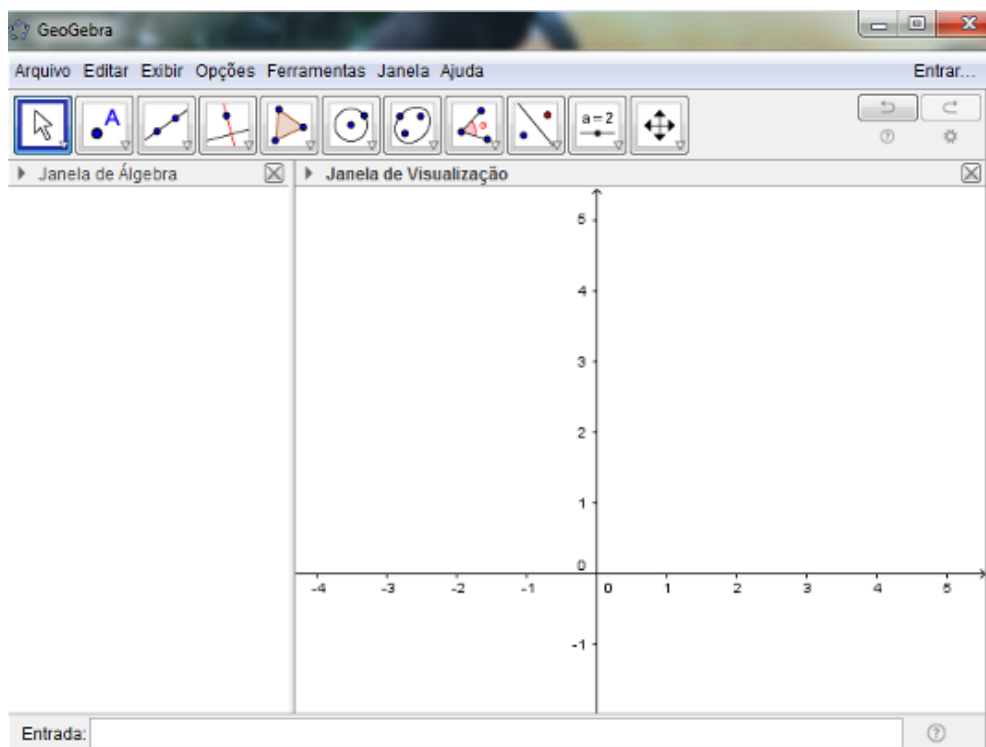 GeoGebra
Arquivo Editar Exibir Opções Ferramentas Janela Ajuda Entrar...
A α a=2
Janela de Álgebra Janela de Visualização
5
4
3
2
1
0
-4 -3 -2 -1 0 1 2 3 4 5
-1
Entrada: